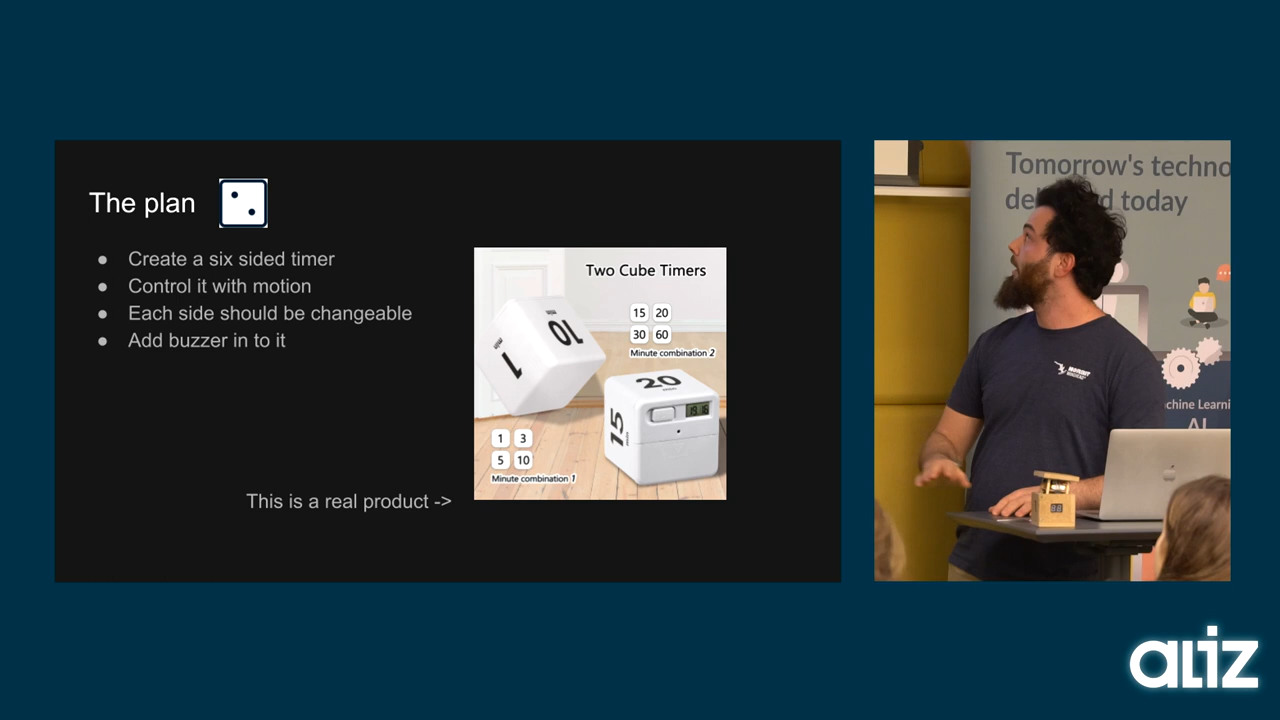 The plan
● Create a six sided timer
● Control it with motion
● Each side should be changeable
● Add buzzer in to it
This is a real product ->
Two Cube Timers
15 20
30 60
Minute combination 2
10
1
20
15
1 3
5 10
Minute combination 1
Tomorrow's techno
today
chine Learni
AI
aliz